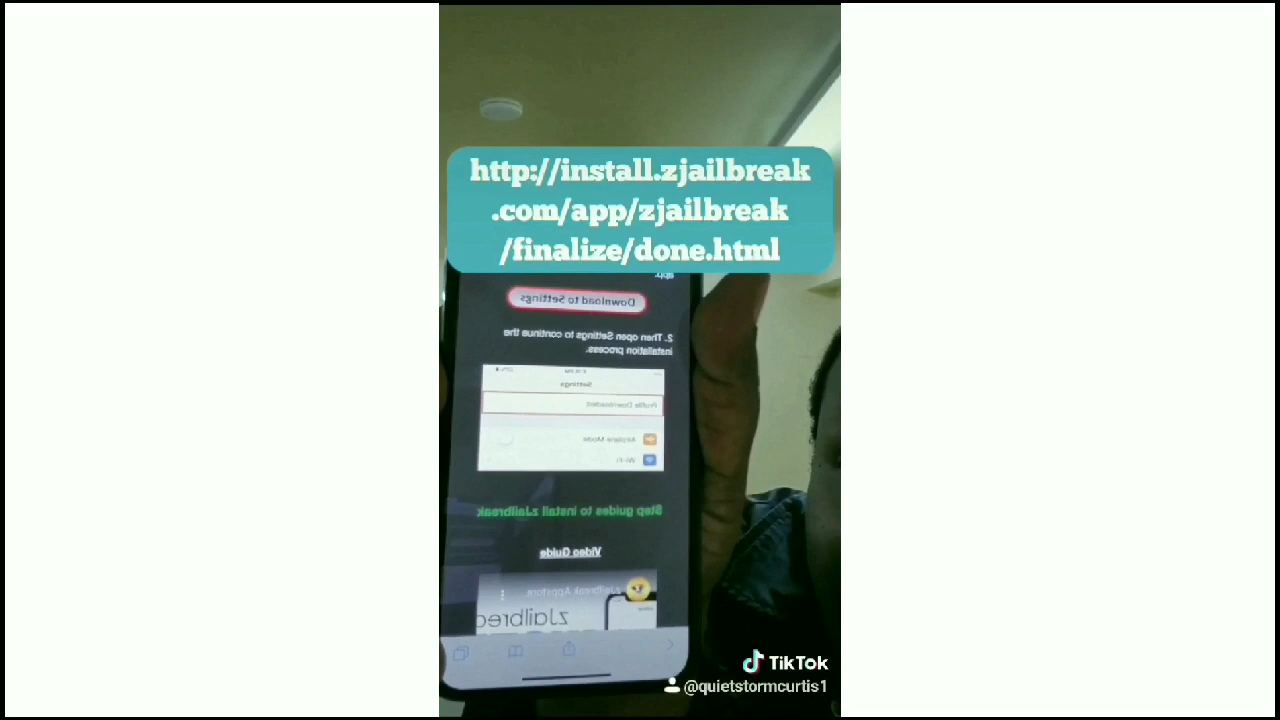 http://install.zjailbreak
.com/app/zjailbreak
/finalize/done.html
app.
Download to Settings
2. Then open Settings to continue the
installation process.
Settings
Profile Downloaded
Airplane Mode
Wi-Fi
Step guides to install zJailbreak
Video Guide
zJailbreak Appstore
zJailbrea
TikTok
@quietstormcurtis1